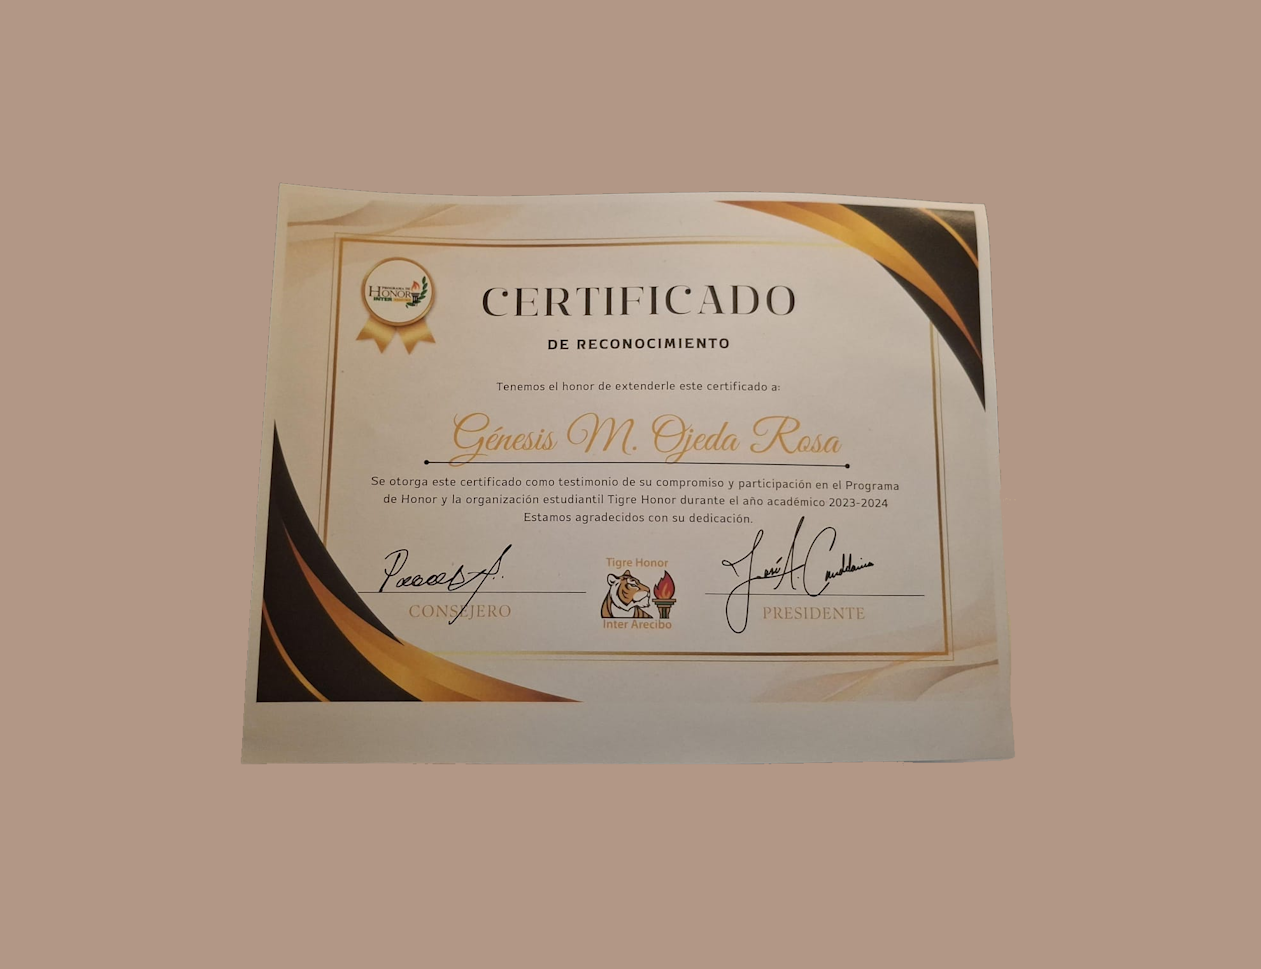 HONOR
INTER
CERTIFICADO
DE RECONOCIMIENTO
Tenemos el honor de extenderle este certificado a:
Génesis M. Ojeda Rosa
Se otorga este certificado como testimonio de su compromiso y participación en el Programa
de Honor y la organización estudiantil Tigre Honor durante el año académico 2023-2024
Estamos agradecidos con su dedicación.
José A.
Tigre Honor
CONSEJERO
PRESIDENTE
Inter Arecibo